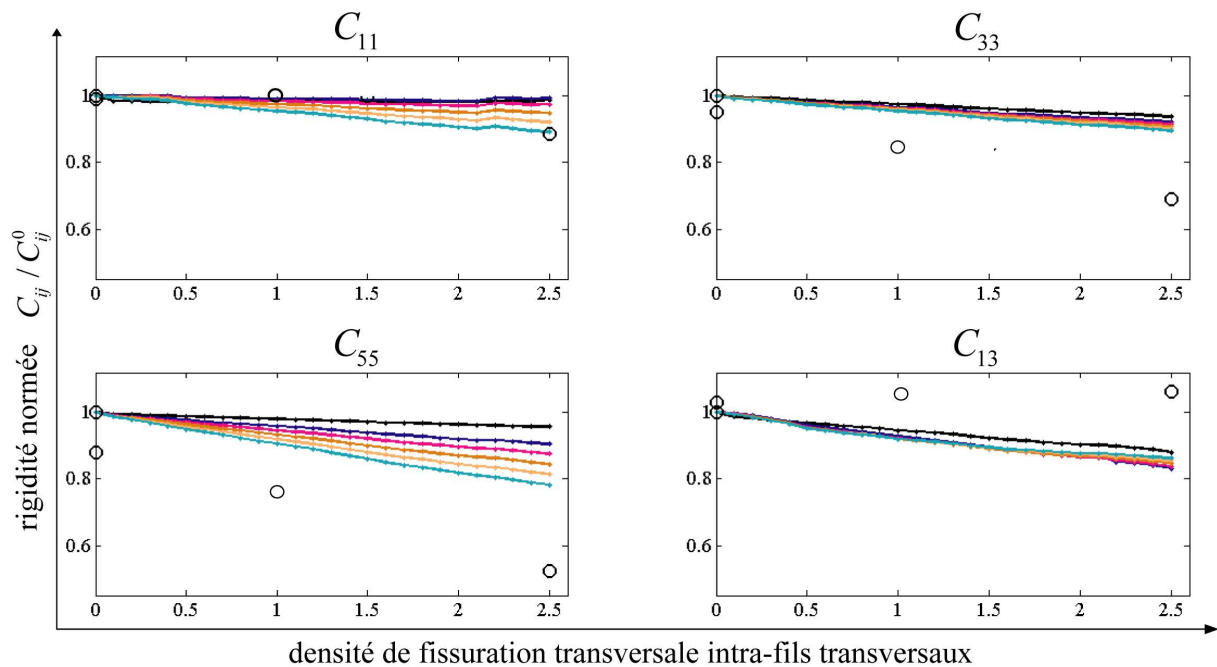 C₁₁
C₃₃
1
0.8
0.6
0 0.5 1 1.5 2 2.5
1
0.8
0.6
0 0.5 1 1.5 2 2.5
C₅₅
C₁₃
1
0.8
0.6
0 0.5 1 1.5 2 2.5
1
0.8
0.6
0 0.5 1 1.5 2 2.5
rigidité normée C_ij / C_ij^0
densité de fissuration transversale intra-fils transversaux